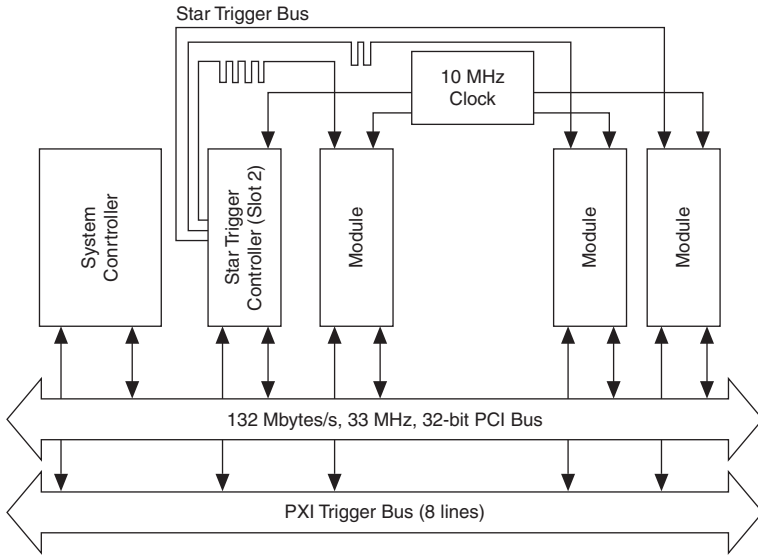 Star Trigger Bus
10 MHz
Clock
System
Conrtroller
Star Trigger
Controller (Slot 2)
Module
Module
Module
132 Mbytes/s, 33 MHz, 32-bit PCI Bus
PXI Trigger Bus (8 lines)